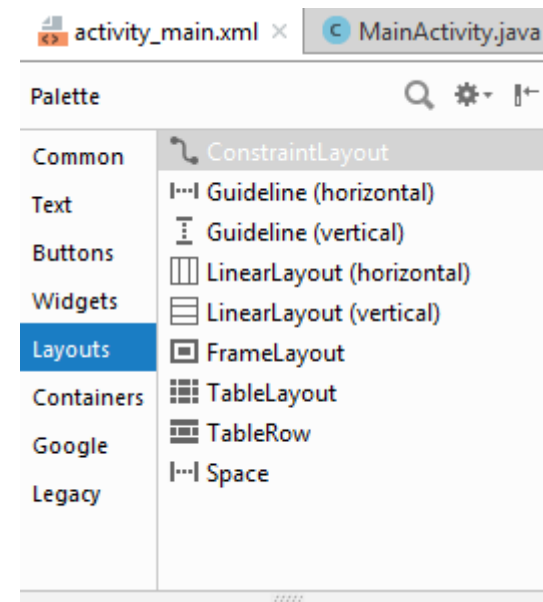 activity_main.xml
C MainActivity.java
Palette
Common
Text
Buttons
Widgets
Layouts
Containers
Google
Legacy
ConstraintLayout
Guideline (horizontal)
Guideline (vertical)
LinearLayout (horizontal)
LinearLayout (vertical)
FrameLayout
TableLayout
TableRow
Space